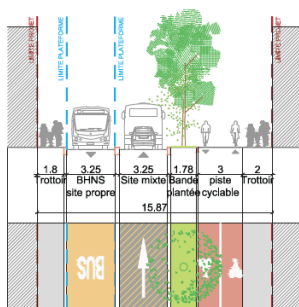 LIMITE PROJET
LIMITE PLATEFORME
LIMITE PLATEFORME
LIMITE PROJET
1.8 3.25 3.25 1.78 3 2
Trottoir BHNS Site mixte Bande piste Trottoir
site propre plantée cyclable
15.87
BUS